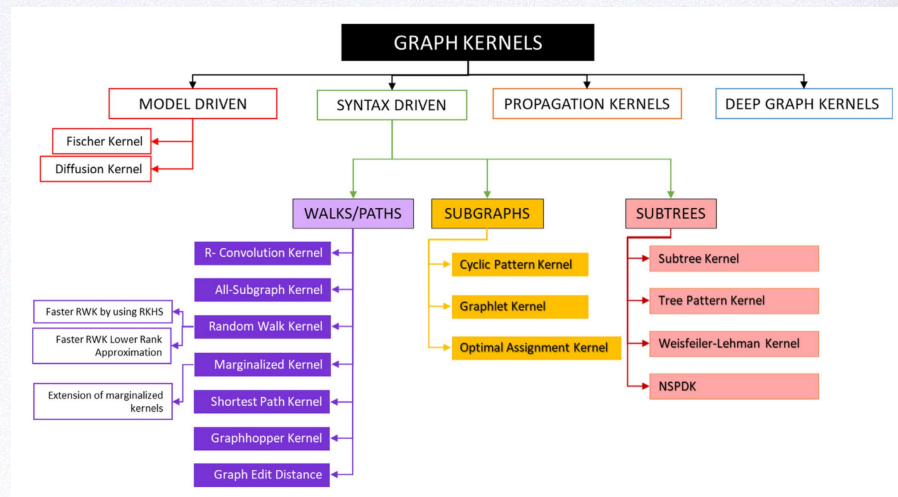 GRAPH KERNELS
MODEL DRIVEN
SYNTAX DRIVEN
PROPAGATION KERNELS
DEEP GRAPH KERNELS
Fischer Kernel
Diffusion Kernel
WALKS/PATHS
SUBGRAPHS
SUBTREES
R- Convolution Kernel
All-Subgraph Kernel
Random Walk Kernel
Faster RWK by using RKHS
Faster RWK Lower Rank
Approximation
Marginalized Kernel
Extension of marginalized
kernels
Shortest Path Kernel
Graphhopper Kernel
Graph Edit Distance
Cyclic Pattern Kernel
Graphlet Kernel
Optimal Assignment Kernel
Subtree Kernel
Tree Pattern Kernel
Weisfeiler-Lehman Kernel
NSPDK